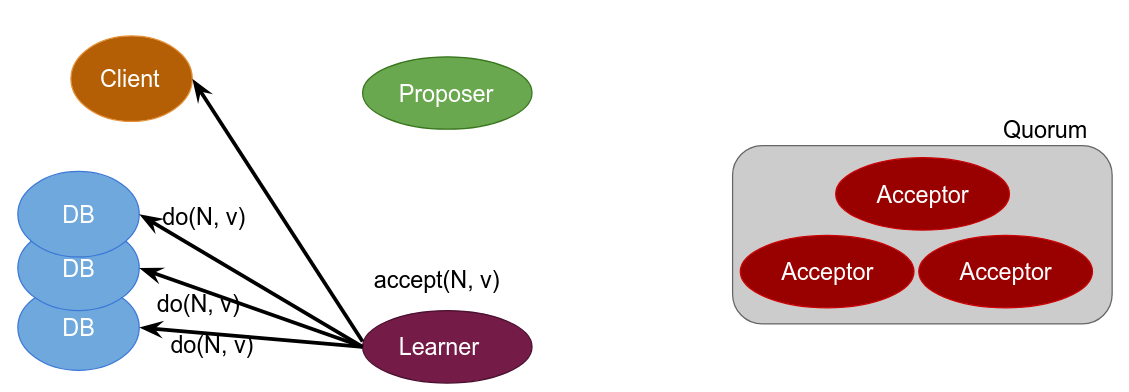 Client
Proposer
Quorum
Acceptor
DB
do(N, v)
Acceptor
Acceptor
DB
accept(N, v)
do(N, v)
DB
do(N, v)
Learner